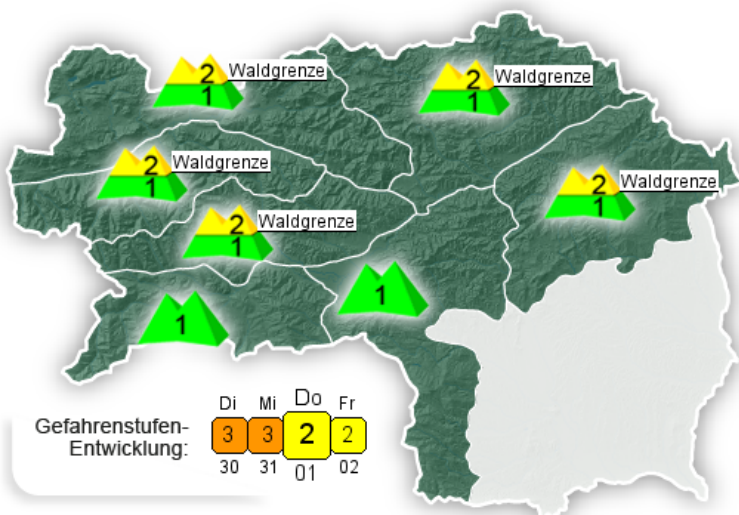 2 Waldgrenze
1
2 Waldgrenze
1
2 Waldgrenze
1
2 Waldgrenze
1
2 Waldgrenze
1
1
1
Di Mi Do Fr
Gefahrenstufen-
Entwicklung:
3 3 2 2
30 31 01 02